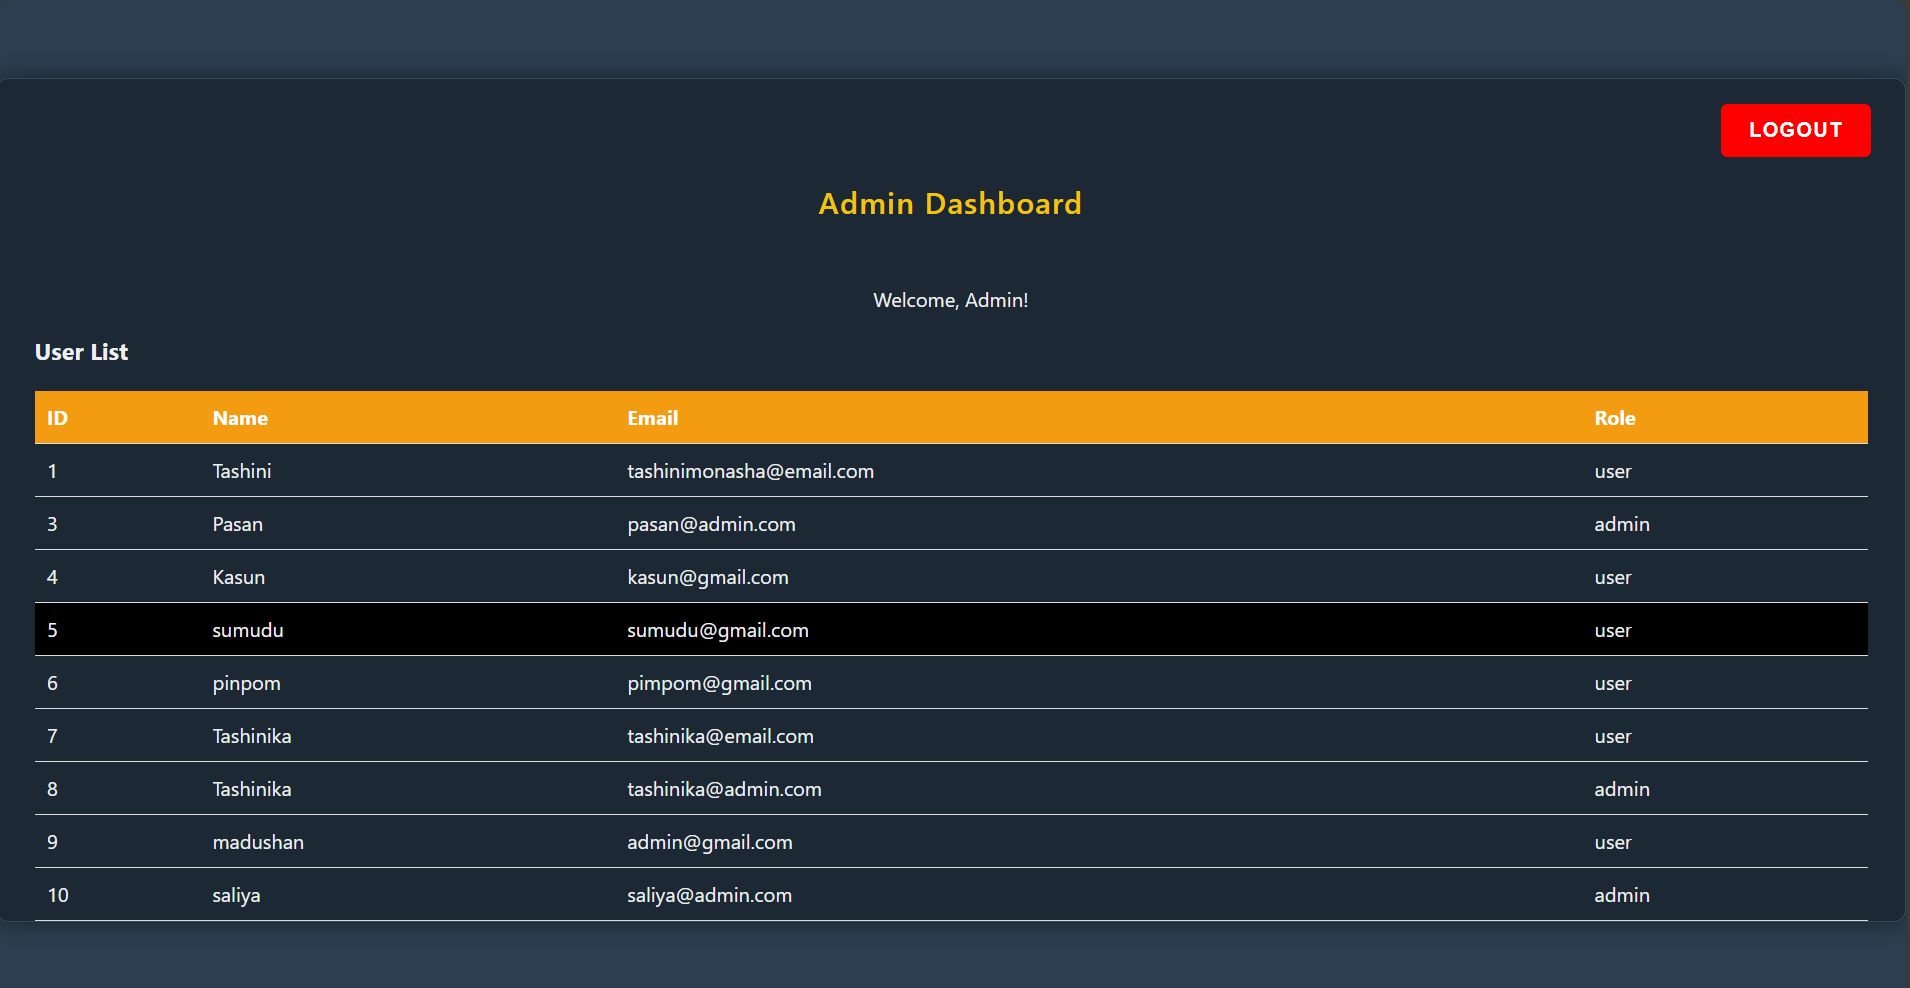 LOGOUT
Admin Dashboard
Welcome, Admin!
User List
ID Name Email Role
1 Tashini tashinimonasha@email.com user
3 Pasan pasan@admin.com admin
4 Kasun kasun@gmail.com user
5 sumudu sumudu@gmail.com user
6 pinpom pimpom@gmail.com user
7 Tashinika tashinika@email.com user
8 Tashinika tashinika@admin.com admin
9 madushan admin@gmail.com user
10 saliya saliya@admin.com admin